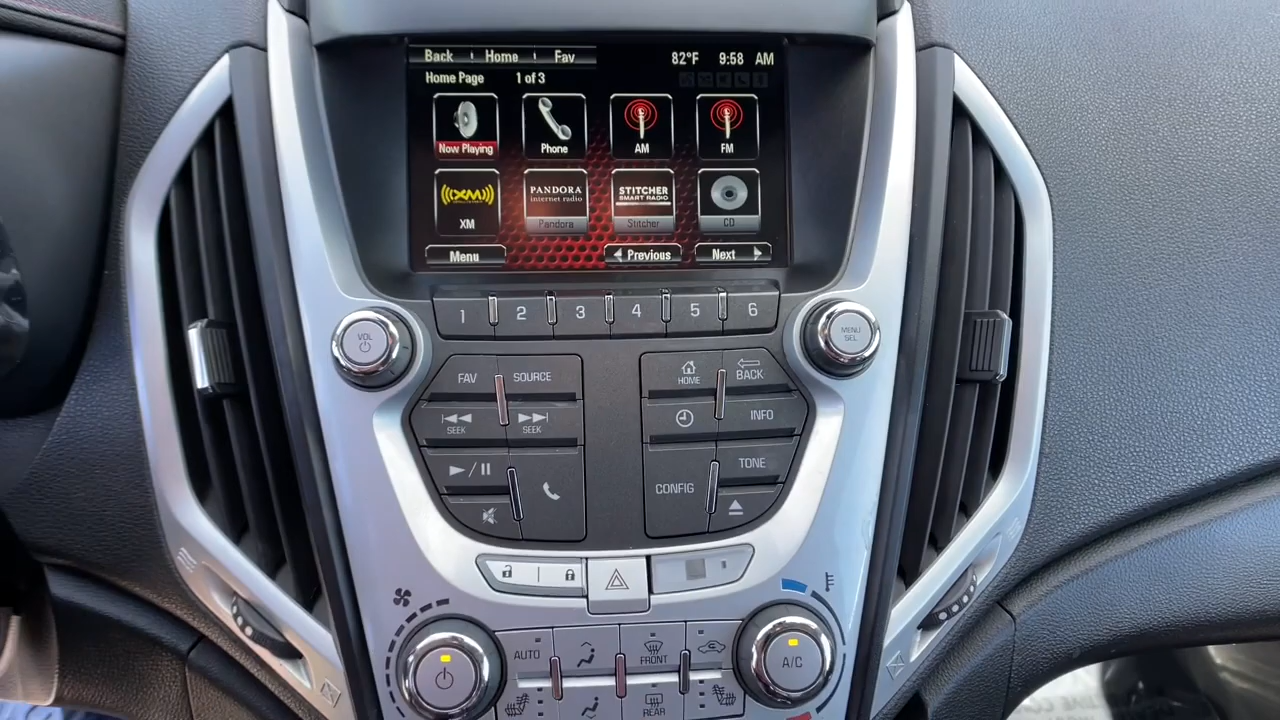 Back Home Fav 82°F 9:58 AM
Home Page 1 of 3
Now Playing Phone AM FM
XM PANDORA internet radio STITCHER SMART RADIO
XM Pandora Stitcher CD
Menu Previous Next
1 2 3 4 5 6
VOL
MENU SEL
FAV SOURCE
HOME BACK
SEEK SEEK
INFO
TONE
CONFIG
AUTO FRONT
A/C
REAR